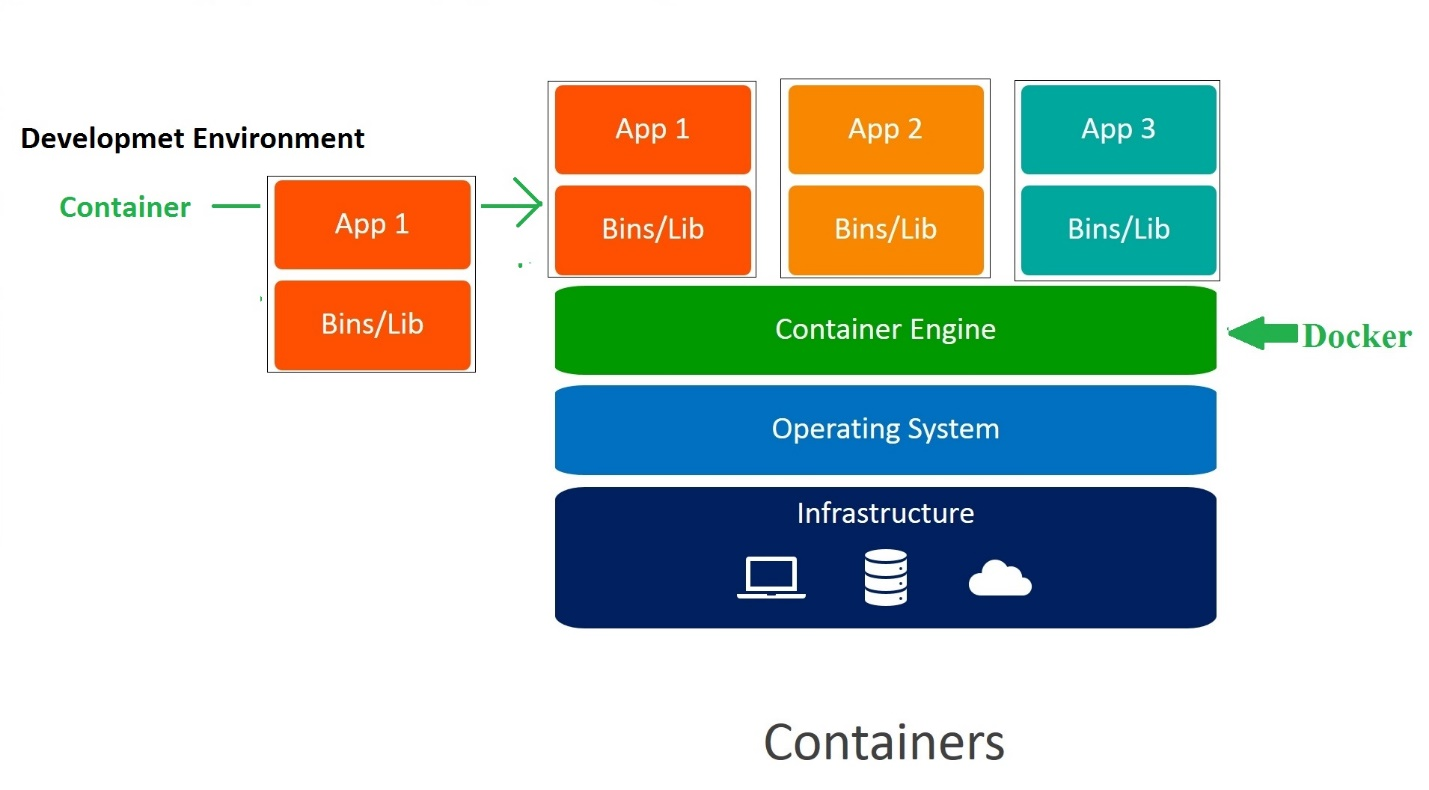 Developmet Environment
Container
App 1
Bins/Lib
App 1
App 2
App 3
Bins/Lib
Bins/Lib
Bins/Lib
Container Engine
Docker
Operating System
Infrastructure
Containers